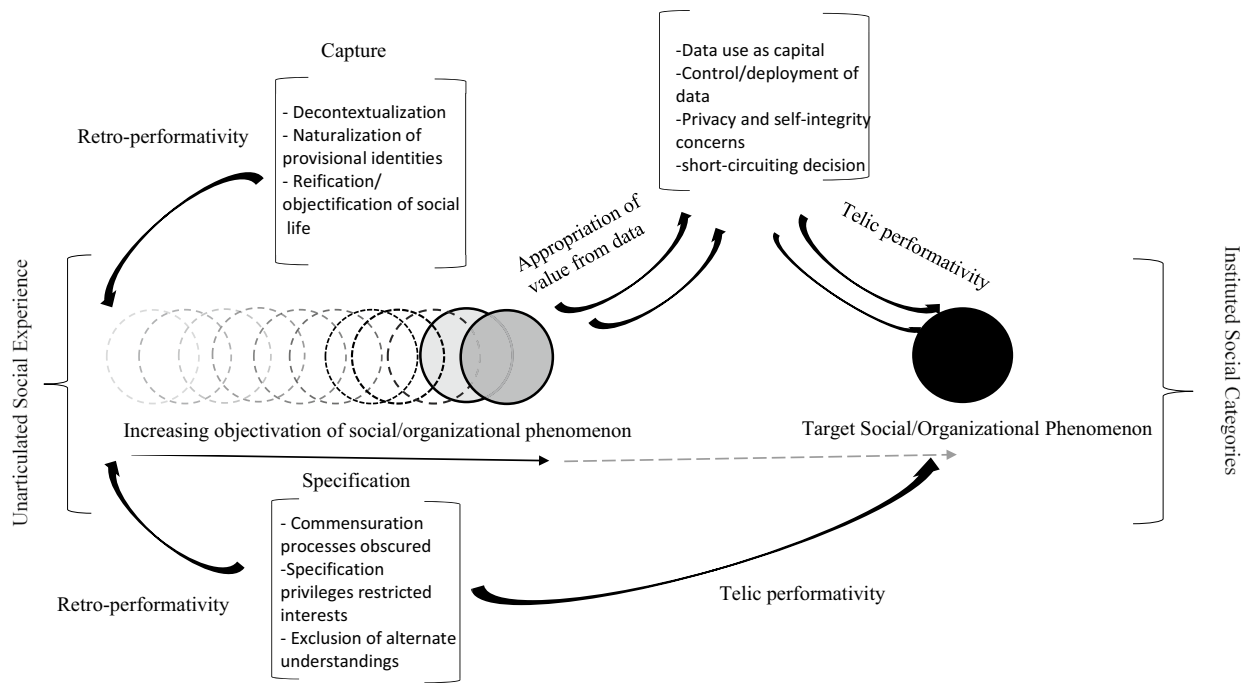 Capture
- Decontextualization
- Naturalization of
provisional identities
- Reification/
objectification of social
life
Retro-performativity
-Data use as capital
-Control/deployment of
data
-Privacy and self-integrity
concerns
-short-circuiting decision
Appropriation of
value from data
Telic performativity
Unarticulated Social Experience
Instituted Social
Categories
Increasing objectivation of social/organizational phenomenon
Target Social/Organizational Phenomenon
Specification
- Commensuration
processes obscured
-Specification
privileges restricted
interests
- Exclusion of alternate
understandings
Retro-performativity
Telic performativity